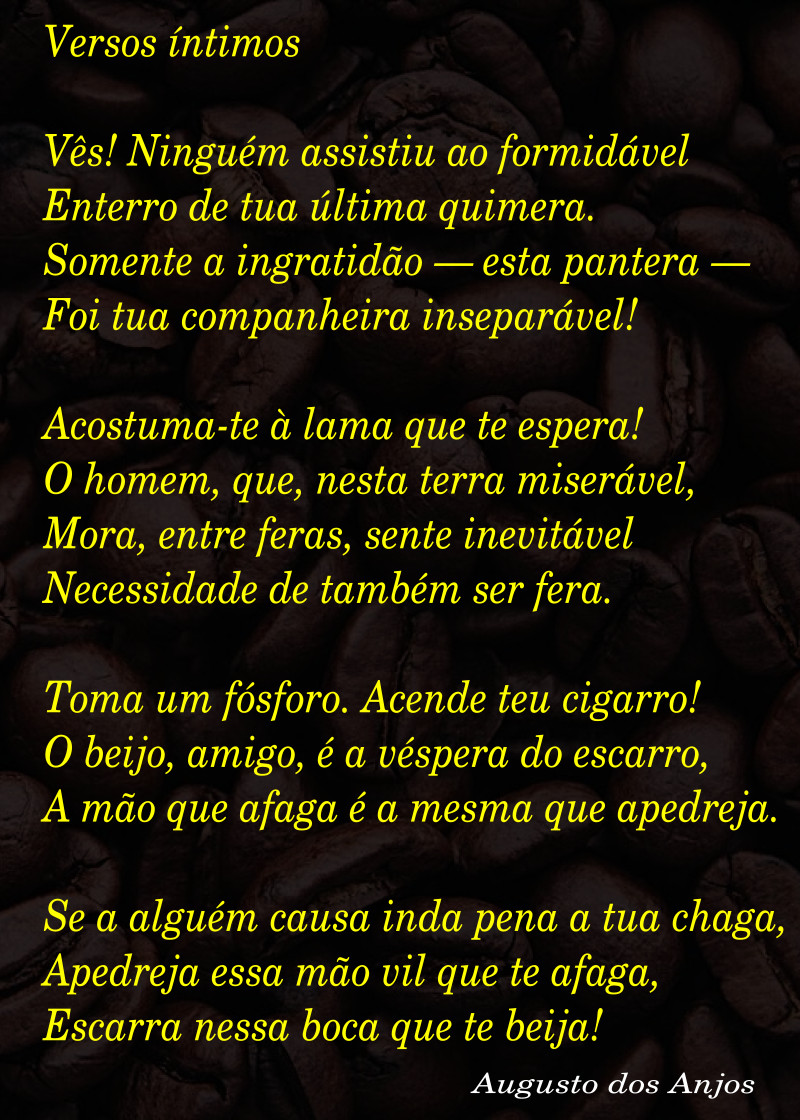 Versos íntimos
Vês! Ninguém assistiu ao formidável
Enterro de tua última quimera.
Somente a ingratidão — esta pantera —
Foi tua companheira inseparável!
Acostuma-te à lama que te espera!
O homem, que, nesta terra miserável,
Mora, entre feras, sente inevitável
Necessidade de também ser fera.
Toma um fósforo. Acende teu cigarro!
O beijo, amigo, é a véspera do escarro,
A mão que afaga é a mesma que apedreja.
Se a alguém causa inda pena a tua chaga,
Apedreja essa mão vil que te afaga,
Escarra nessa boca que te beija!
Augusto dos Anjos